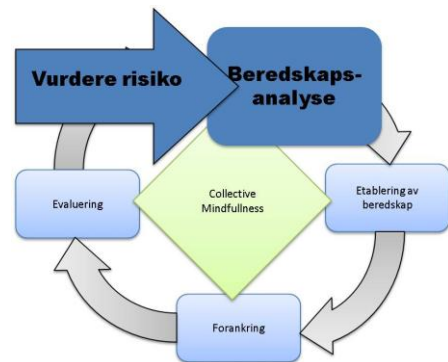 Vurdere risiko
Beredskaps-
analyse
Evaluering
Collective
Mindfullness
Etablering av
beredskap
Forankring